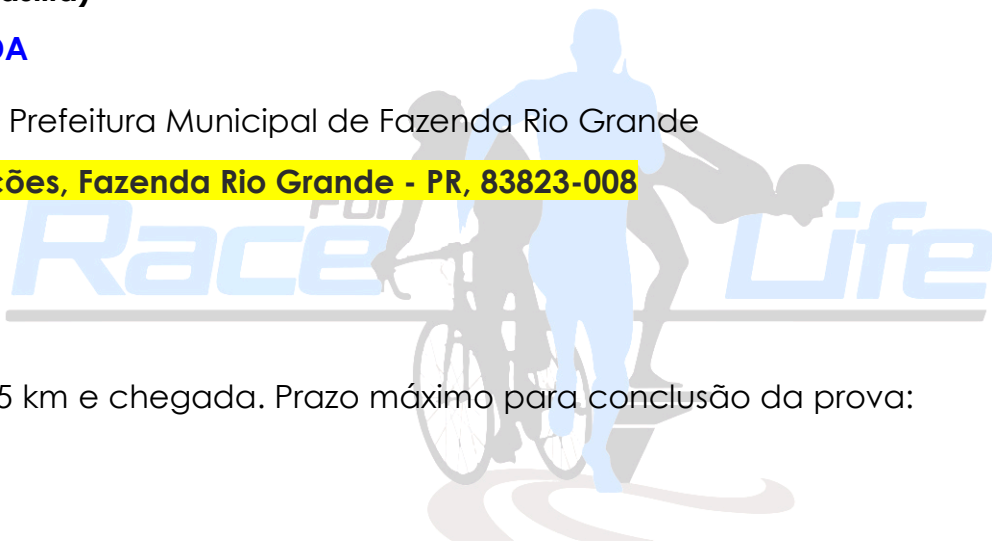 DA
Prefeitura Municipal de Fazenda Rio Grande
ções, Fazenda Rio Grande - PR, 83823-008
For
Race Life
5 km e chegada. Prazo máximo para conclusão da prova: